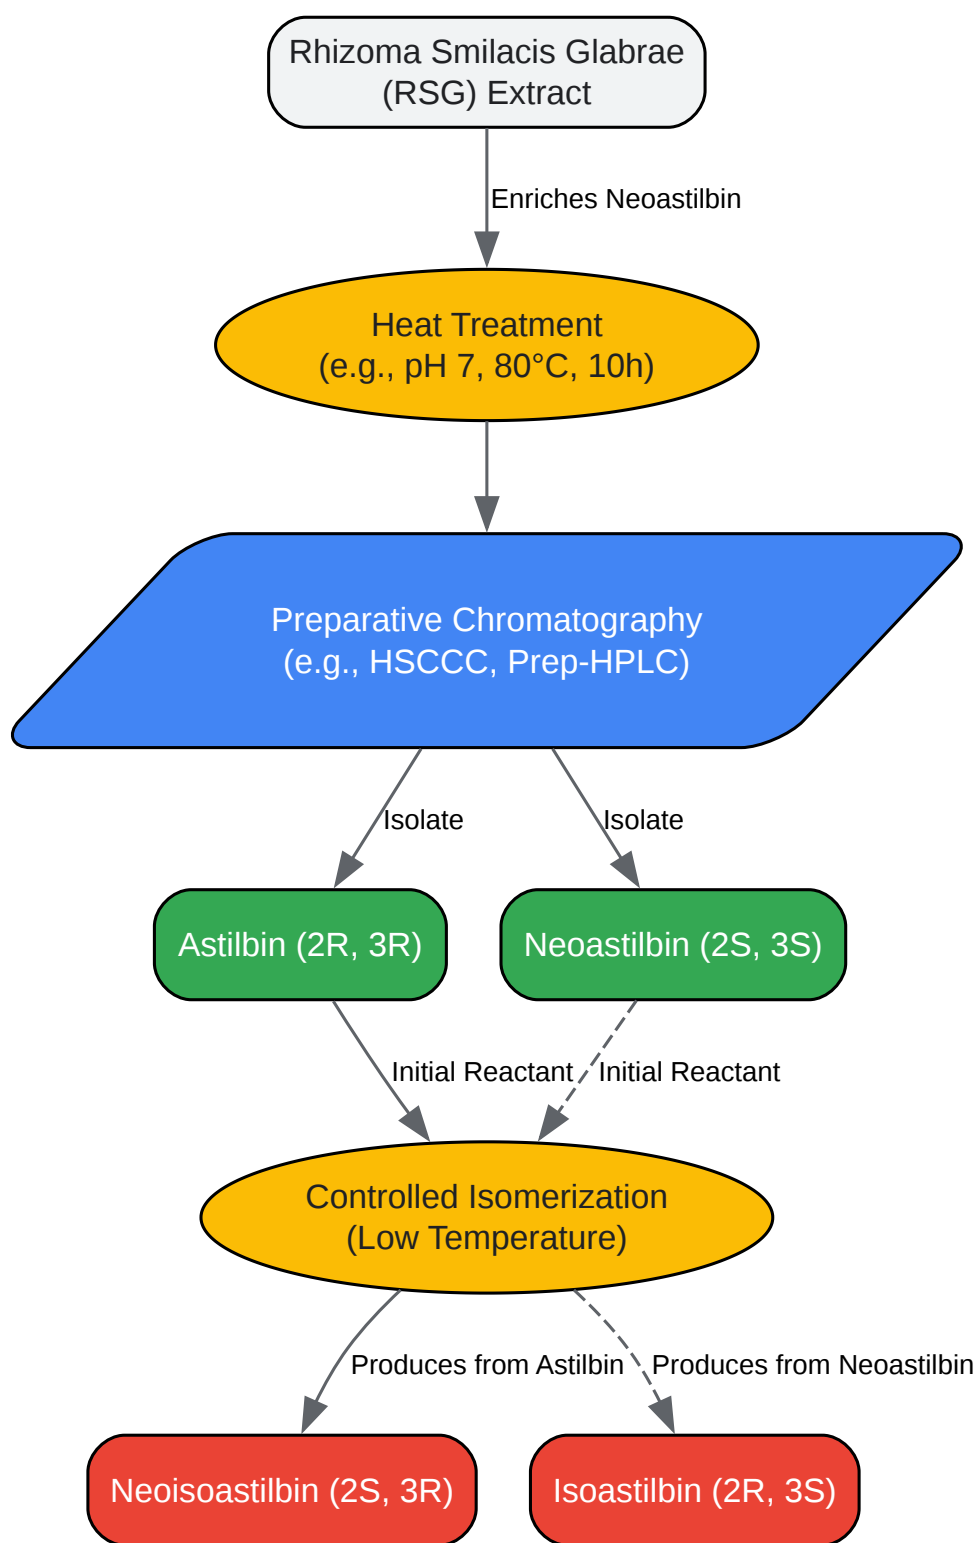 Rhizoma Smilacis Glabrae
(RSG) Extract
Enriches Neoastilbin
Heat Treatment
(e.g., pH 7, 80°C, 10h)
Preparative Chromatography
(e.g., HSCCC, Prep-HPLC)
Isolate
Isolate
Astilbin (2R, 3R)
Neoastilbin (2S, 3S)
Initial Reactant
Initial Reactant
Controlled Isomerization
(Low Temperature)
Produces from Astilbin
Produces from Neoastilbin
Neoisoastilbin (2S, 3R)
Isoastilbin (2R, 3S)